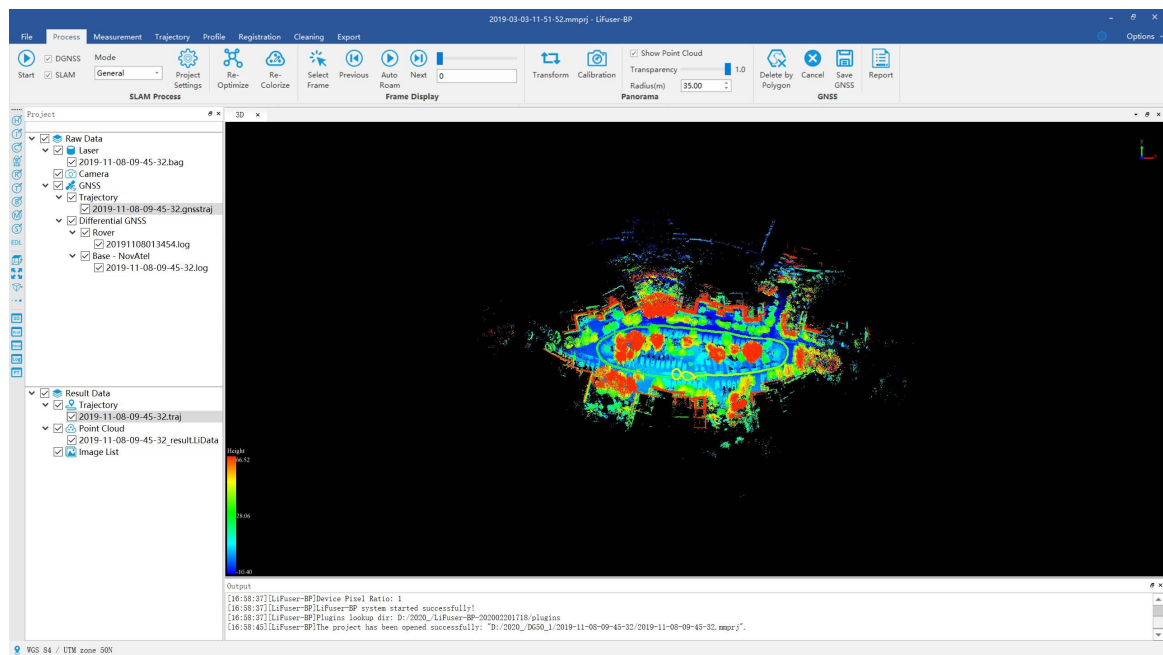 2019-03-03-11-51-52.mmprj - LiFuser-BP
File Process Measurement Trajectory Profile Registration Cleaning Export Options
DGNSS Mode Show Point Cloud
SLAM General Transparency 1.0
Radius(m) 35.00
0
Start Project Settings Re-Optimize Re-Colorize Select Frame Previous Auto Roam Next Transform Calibration Delete by Polygon Cancel Save GNSS Report
SLAM Process Frame Display Panorama GNSS
Project
3D
Raw Data
Laser
2019-11-08-09-45-32.bag
Camera
GNSS
Trajectory
2019-11-08-09-45-32.gnsstraj
Differential GNSS
Rover
20191108013454.log
Base - NovAtel
2019-11-08-09-45-32.log
EDL
Result Data
Trajectory
2019-11-08-09-45-32.traj
Point Cloud
2019-11-08-09-45-32_result.LiData
Image List
Height
66.52
28.06
-10.40
Output
[16:58:37][LiFuser-BP]Device Pixel Ratio: 1
[16:58:37][LiFuser-BP]LiFuser-BP system started successfully!
[16:58:37][LiFuser-BP]Plugins lookup dir: D:/2020_/LiFuser-BP-202002201718/plugins
[16:58:45][LiFuser-BP]The project has been opened successfully: "D:/2020_/DG50_1/2019-11-08-09-45-32/2019-11-08-09-45-32.mmprj".
WGS 84 / UTM zone 50N